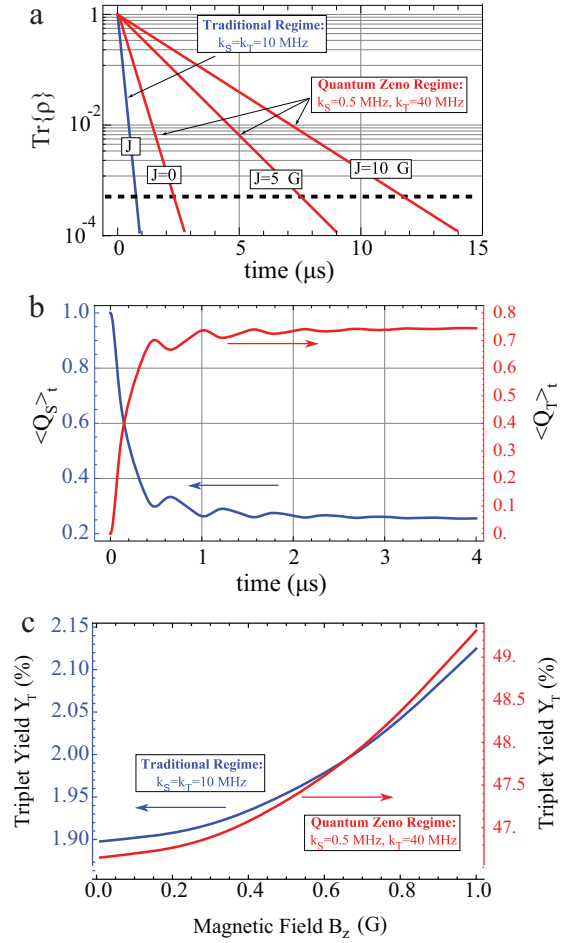 a
Traditional Regime:
k_S=k_T=10 MHz
Quantum Zeno Regime:
k_S=0.5 MHz, k_T=40 MHz
Tr{ρ}
1
10^-2
10^-4
J
J=0
J=5 G
J=10 G
0 5 10 15
time (μs)
b
<Q_S>_t
1.0
0.8
0.6
0.4
0.2
<Q_T>_t
0.8
0.7
0.6
0.5
0.4
0.3
0.2
0.1
0.
0 1 2 3 4
time (μs)
c
Triplet Yield Y_T (%)
2.15
2.10
2.05
2.00
1.95
1.90
Traditional Regime:
k_S=k_T=10 MHz
Quantum Zeno Regime:
k_S=0.5 MHz, k_T=40 MHz
Triplet Yield Y_T (%)
49.
48.5
48.
47.5
47.
0.0 0.2 0.4 0.6 0.8 1.0
Magnetic Field B_z (G)